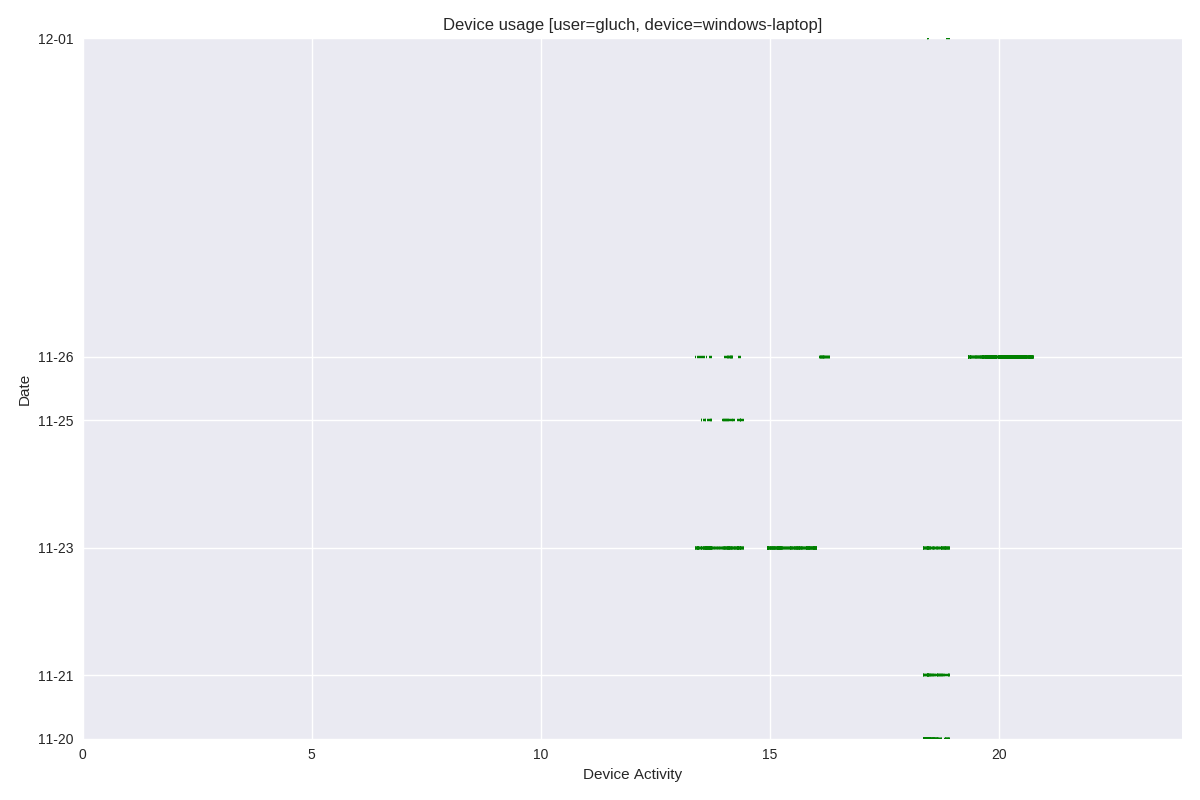 Device usage [user=gluch, device=windows-laptop]
12-01
11-26
11-25
11-23
11-21
11-20
Date
0 5 10 15 20
Device Activity